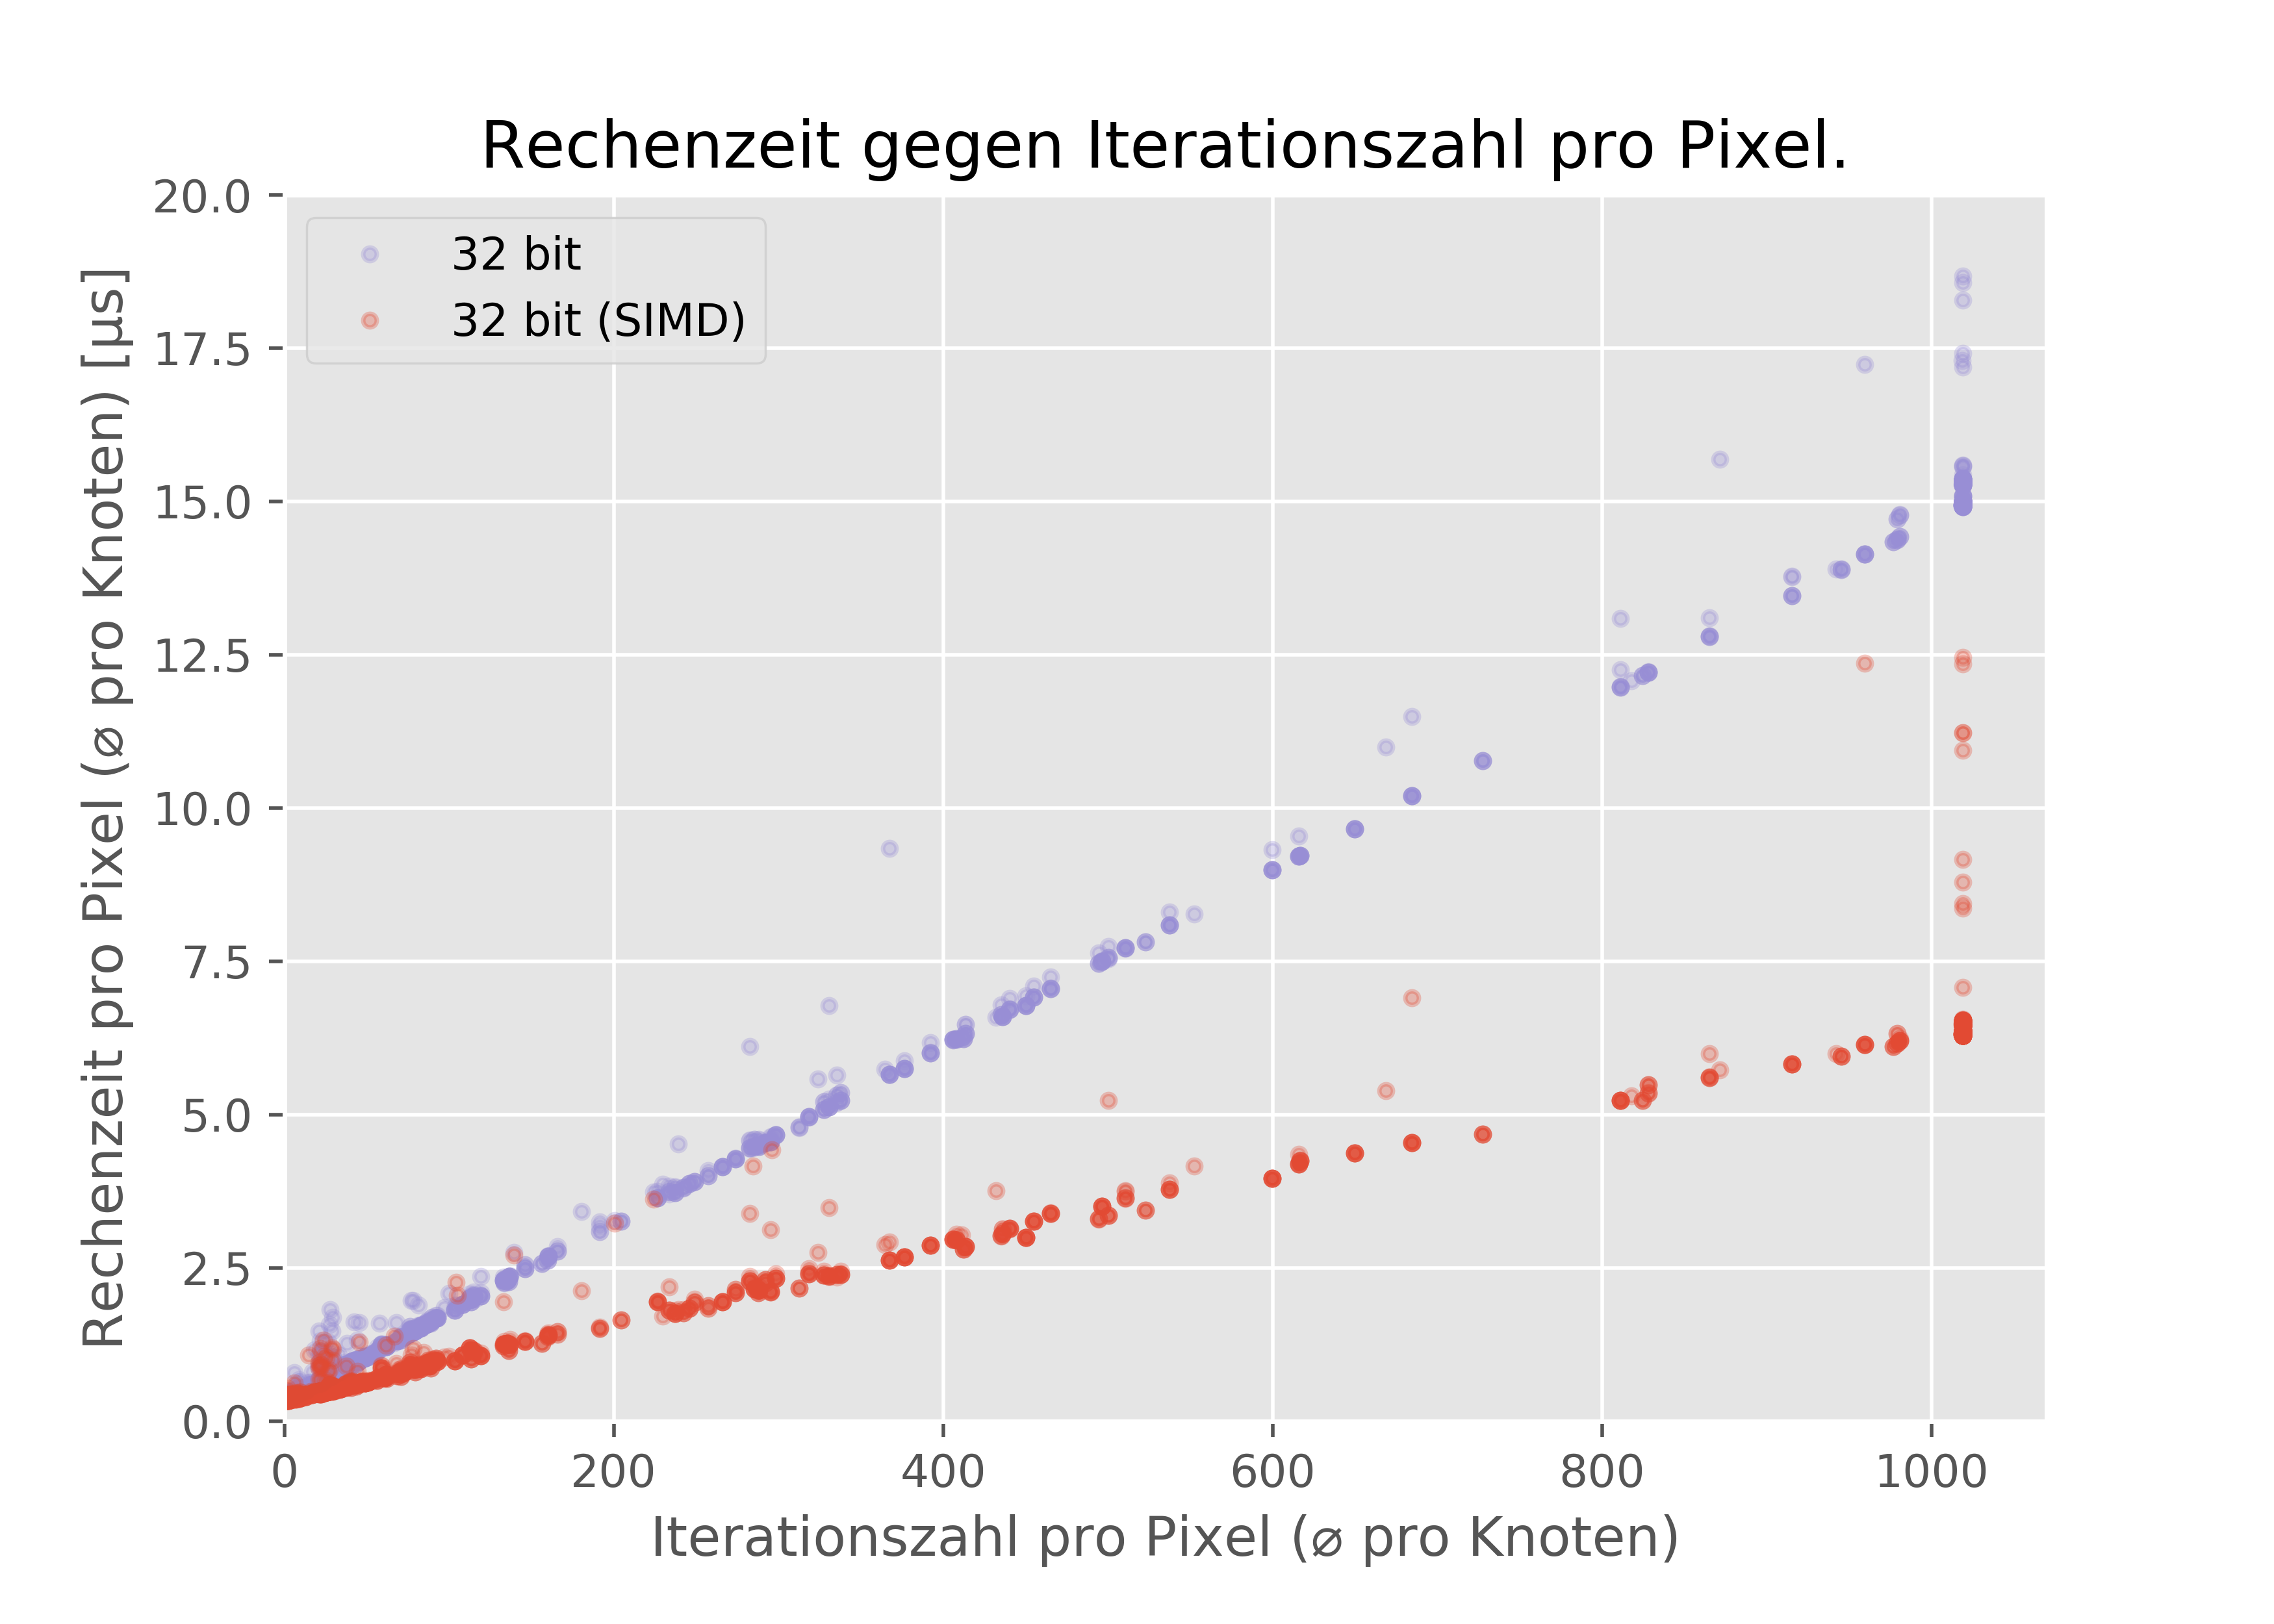 Rechenzeit gegen Iterationszahl pro Pixel.
32 bit
32 bit (SIMD)
Rechenzeit pro Pixel (⌀ pro Knoten) [µs]
20.0
17.5
15.0
12.5
10.0
7.5
5.0
2.5
0.0
0 200 400 600 800 1000
Iterationszahl pro Pixel (⌀ pro Knoten)